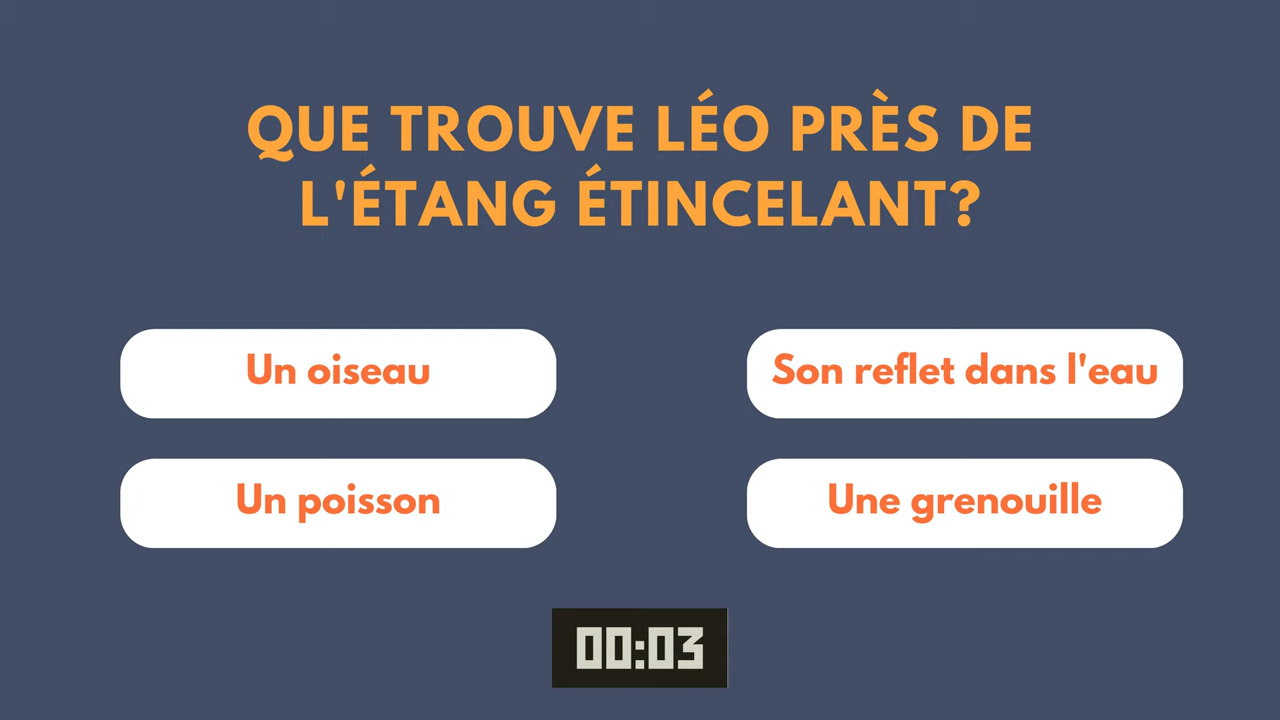 QUE TROUVE LÉO PRÈS DE
L'ÉTANG ÉTINCELANT?
Un oiseau
Son reflet dans l'eau
Un poisson
Une grenouille
00:03